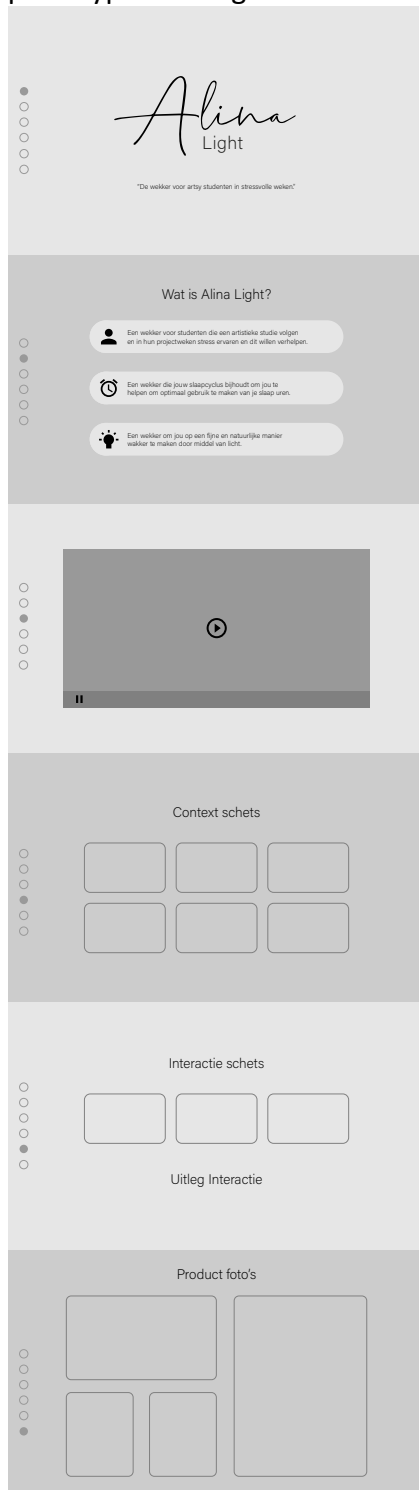 Alina
Light
"De wekker voor artsy studenten in stressvolle weken."
Wat is Alina Light?
Een wekker voor studenten die een artistieke studie volgen
en in hun projectweken stress ervaren en dit willen verhelpen.
Een wekker die jouw slaapcyclus bijhoudt om jou te
helpen om optimaal gebruik te maken van je slaap uren.
Een wekker om jou op een fijne en natuurlijke manier
wakker te maken door middel van licht.
Context schets
Interactie schets
Uitleg Interactie
Product foto's